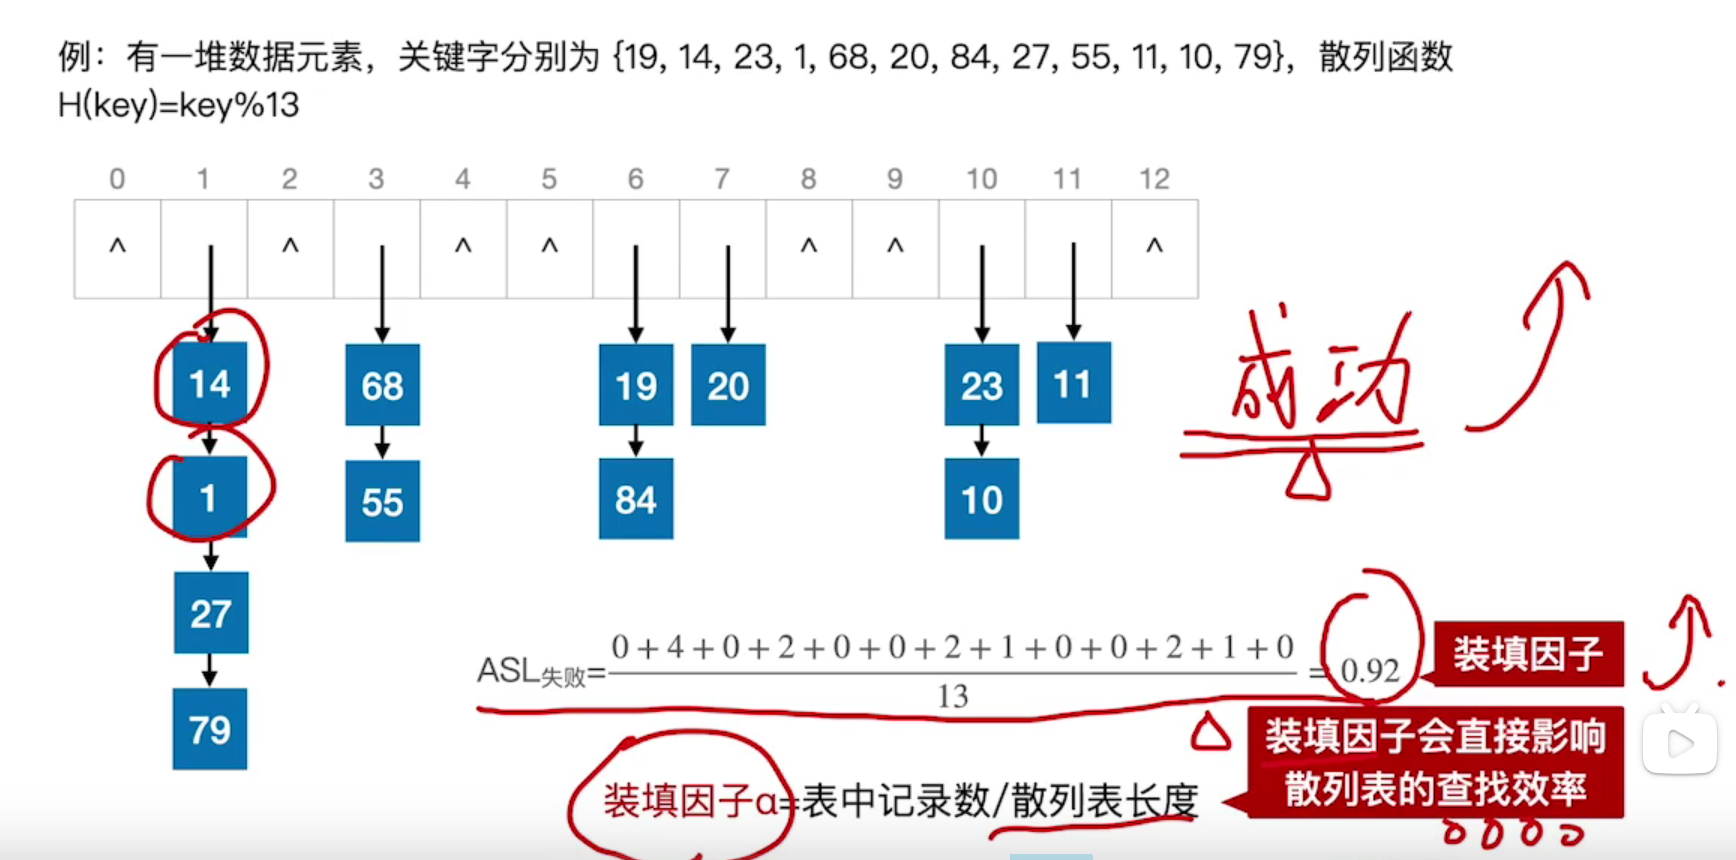 例：有一堆数据元素，关键字分别为 {19, 14, 23, 1, 68, 20, 84, 27, 55, 11, 10, 79}，散列函数
H(key)=key%13
0 1 2 3 4 5 6 7 8 9 10 11 12
^ ^ ^ ^ ^ ^ ^
14 68 19 20 23 11
成功
1 55 84 10
27
79
ASL失败= 0 + 4 + 0 + 2 + 0 + 0 + 2 + 1 + 0 + 0 + 2 + 1 + 0 / 13 = 0.92
装填因子
装填因子会直接影响
散列表的查找效率
装填因子α=表中记录数/散列表长度